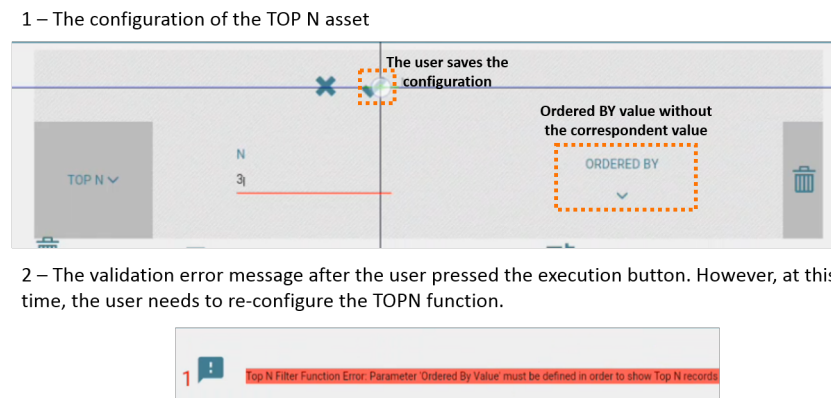 1 – The configuration of the TOP N asset
The user saves the
configuration
Ordered BY value without
the correspondent value
N
ORDERED BY
TOP N
3
2 – The validation error message after the user pressed the execution button. However, at this
time, the user needs to re-configure the TOPN function.
1
Top N Filter Function Error: Parameter 'Ordered By Value' must be defined in order to show Top N records